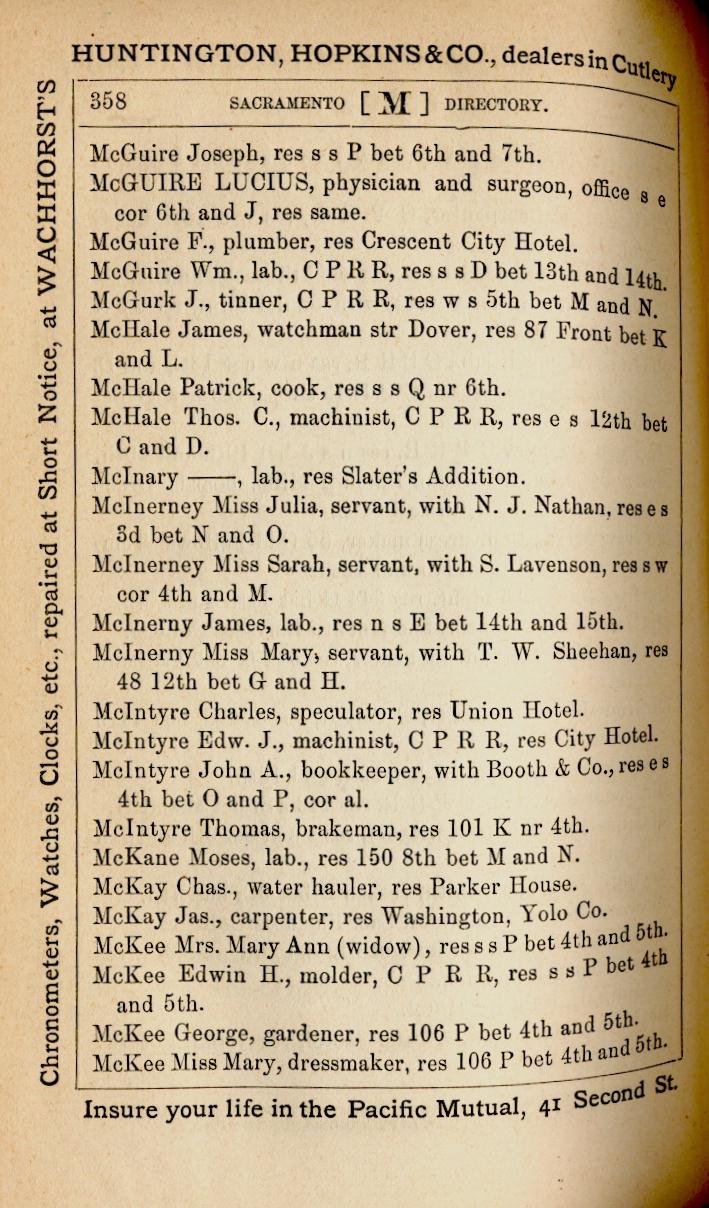 HUNTINGTON, HOPKINS & CO., dealers in Cutlery
358 SACRAMENTO [ M ] DIRECTORY.
McGuire Joseph, res s s P bet 6th and 7th.
McGUIRE LUCIUS, physician and surgeon, office s e
cor 6th and J, res same.
McGuire F., plumber, res Crescent City Hotel.
McGuire Wm., lab., C P R R, res s s D bet 13th and 14th.
McGurk J., tinner, C P R R, res w s 5th bet M and N.
McHale James, watchman str Dover, res 87 Front bet K
and L.
McHale Patrick, cook, res s s Q nr 6th.
McHale Thos. C., machinist, C P R R, res e s 12th bet
C and D.
McInary ——, lab., res Slater's Addition.
McInerney Miss Julia, servant, with N. J. Nathan, res e s
3d bet N and O.
McInerney Miss Sarah, servant, with S. Lavenson, res s w
cor 4th and M.
McInerny James, lab., res n s E bet 14th and 15th.
McInerny Miss Mary, servant, with T. W. Sheehan, res
48 12th bet G and H.
McIntyre Charles, speculator, res Union Hotel.
McIntyre Edw. J., machinist, C P R R, res City Hotel.
McIntyre John A., bookkeeper, with Booth & Co., res e s
4th bet O and P, cor al.
McIntyre Thomas, brakeman, res 101 K nr 4th.
McKane Moses, lab., res 150 8th bet M and N.
McKay Chas., water hauler, res Parker House.
McKay Jas., carpenter, res Washington, Yolo Co.
McKee Mrs. Mary Ann (widow), res s s P bet 4th and 5th.
McKee Edwin H., molder, C P R R, res s s P bet 4th
and 5th.
McKee George, gardener, res 106 P bet 4th and 5th.
McKee Miss Mary, dressmaker, res 106 P bet 4th and 5th.
Insure your life in the Pacific Mutual, 41 Second St.
Chronometers, Watches, Clocks, etc., repaired at Short Notice, at WACHHORST'S